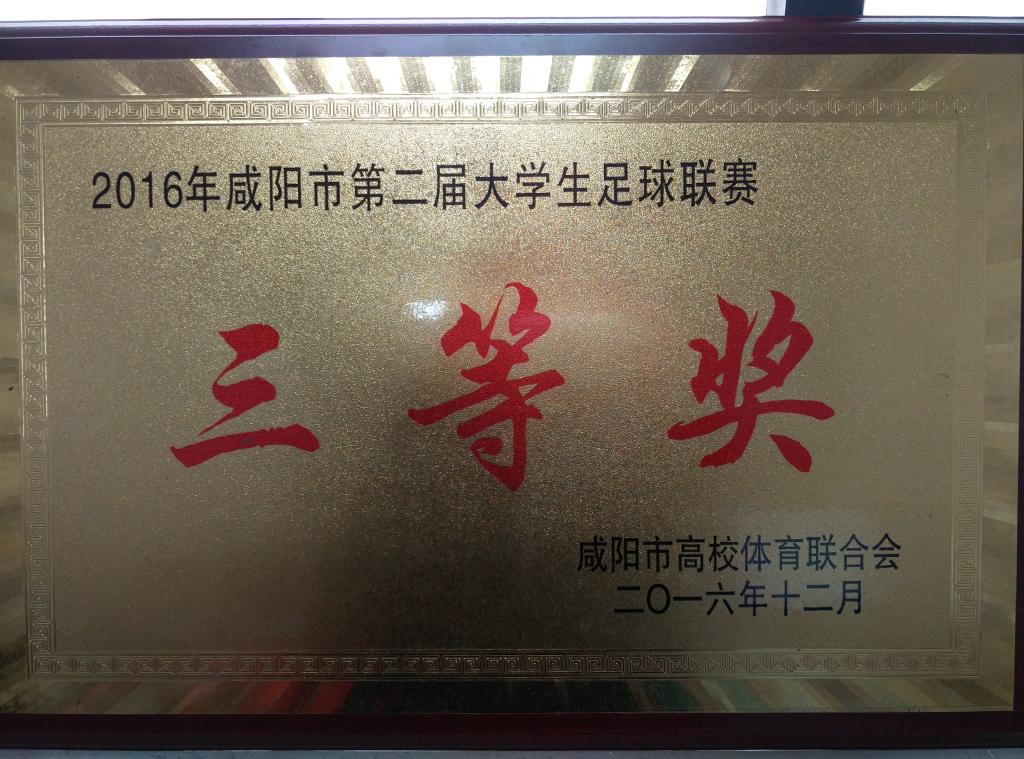 2016年咸阳市第二届大学生足球联赛
三等奖
咸阳市高校体育联合会
二〇一六年十二月